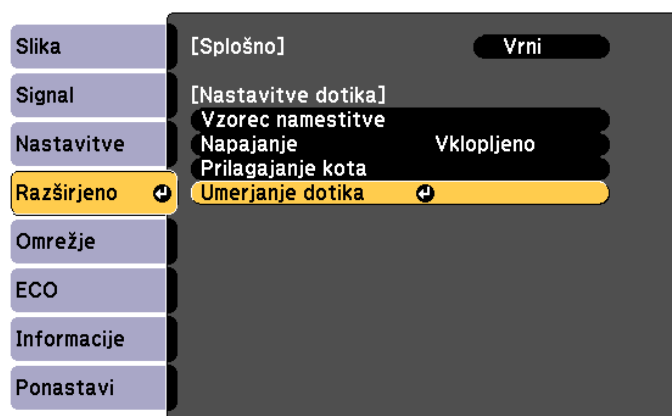 Slika
Signal
Nastavitve
Razširjeno
Omrežje
ECO
Informacije
Ponastavi
[Splošno] Vrni
[Nastavitve dotika]
Vzorec namestitve
Napajanje Vklopljeno
Prilagajanje kota
Umerjanje dotika